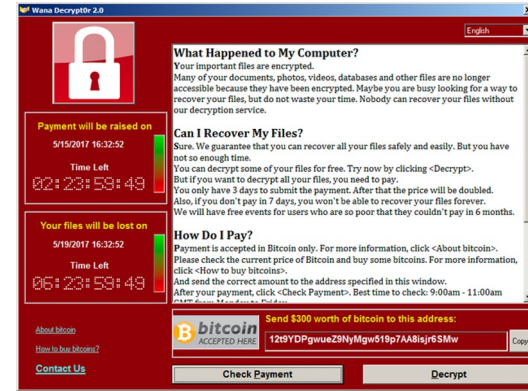 Wana Decrypt0r 2.0
English
What Happened to My Computer?
Your important files are encrypted.
Many of your documents, photos, videos, databases and other files are no longer
accessible because they have been encrypted. Maybe you are busy looking for a way to
recover your files, but do not waste your time. Nobody can recover your files without
our decryption service.
Can I Recover My Files?
Sure. We guarantee that you can recover all your files safely and easily. But you have
not so enough time.
You can decrypt some of your files for free. Try now by clicking <Decrypt>.
But if you want to decrypt all your files, you need to pay.
You only have 3 days to submit the payment. After that the price will be doubled.
Also, if you don't pay in 7 days, you won't be able to recover your files forever.
We will have free events for users who are so poor that they couldn't pay in 6 months.
How Do I Pay?
Payment is accepted in Bitcoin only. For more information, click <About bitcoin>.
Please check the current price of Bitcoin and buy some bitcoins. For more information,
click <How to buy bitcoins>.
And send the correct amount to the address specified in this window.
After your payment, click <Check Payment>. Best time to check: 9:00am - 11:00am
GMT from Monday to Friday.
Payment will be raised on
5/15/2017 16:32:52
Time Left
02:23:59:49
Your files will be lost on
5/19/2017 16:32:52
Time Left
06:23:59:49
About bitcoin
How to buy bitcoins?
Contact Us
bitcoin
ACCEPTED HERE
Send $300 worth of bitcoin to this address:
12t9YDPgwueZ9NyMgw519p7AA8isjr6SMw
Copy
Check Payment
Decrypt